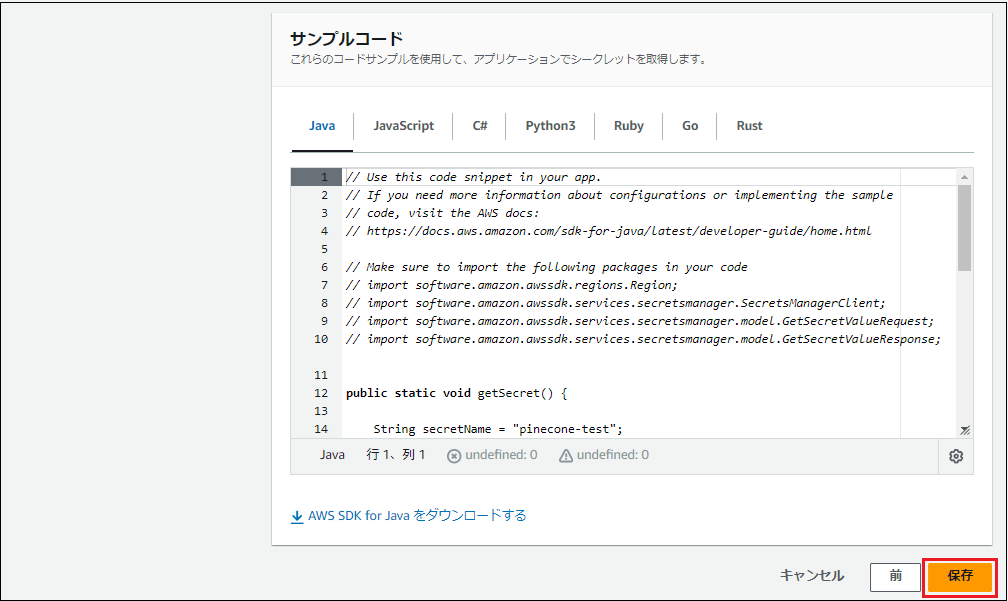 サンプルコード
これらのコードサンプルを使用して、アプリケーションでシークレットを取得します。
Java JavaScript C# Python3 Ruby Go Rust
1 // Use this code snippet in your app.
2 // If you need more information about configurations or implementing the sample
3 // code, visit the AWS docs:
4 // https://docs.aws.amazon.com/sdk-for-java/latest/developer-guide/home.html
5
6 // Make sure to import the following packages in your code
7 // import software.amazon.awssdk.regions.Region;
8 // import software.amazon.awssdk.services.secretsmanager.SecretsManagerClient;
9 // import software.amazon.awssdk.services.secretsmanager.model.GetSecretValueRequest;
10 // import software.amazon.awssdk.services.secretsmanager.model.GetSecretValueResponse;
11
12 public static void getSecret() {
13
14 String secretName = "pinecone-test";
Java 行 1、列 1 undefined: 0 undefined: 0
AWS SDK for Java をダウンロードする
キャンセル 前 保存